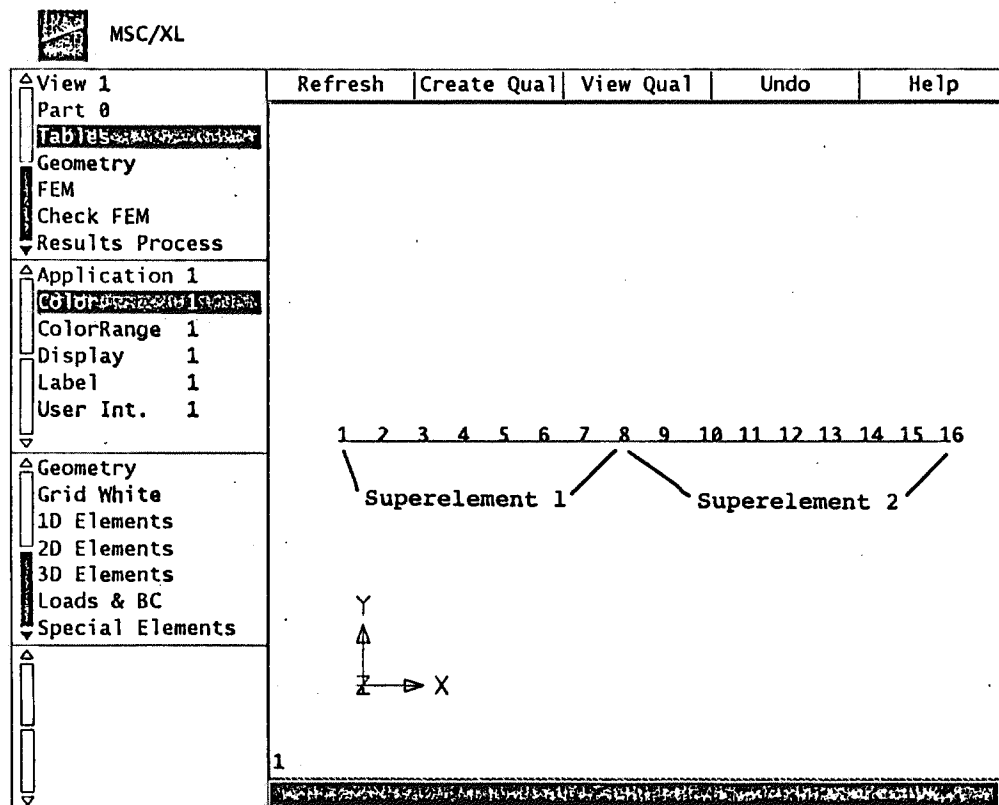 MSC/XL
Refresh Create Qual View Qual Undo Help
View 1
Part 0
Tables
Geometry
FEM
Check FEM
Results Process
Application 1
Color 1
ColorRange 1
Display 1
Label 1
User Int. 1
Geometry
Grid White
1D Elements
2D Elements
3D Elements
Loads & BC
Special Elements
1 2 3 4 5 6 7 8 9 10 11 12 13 14 15 16
Superelement 1 Superelement 2
Y
Z X
1